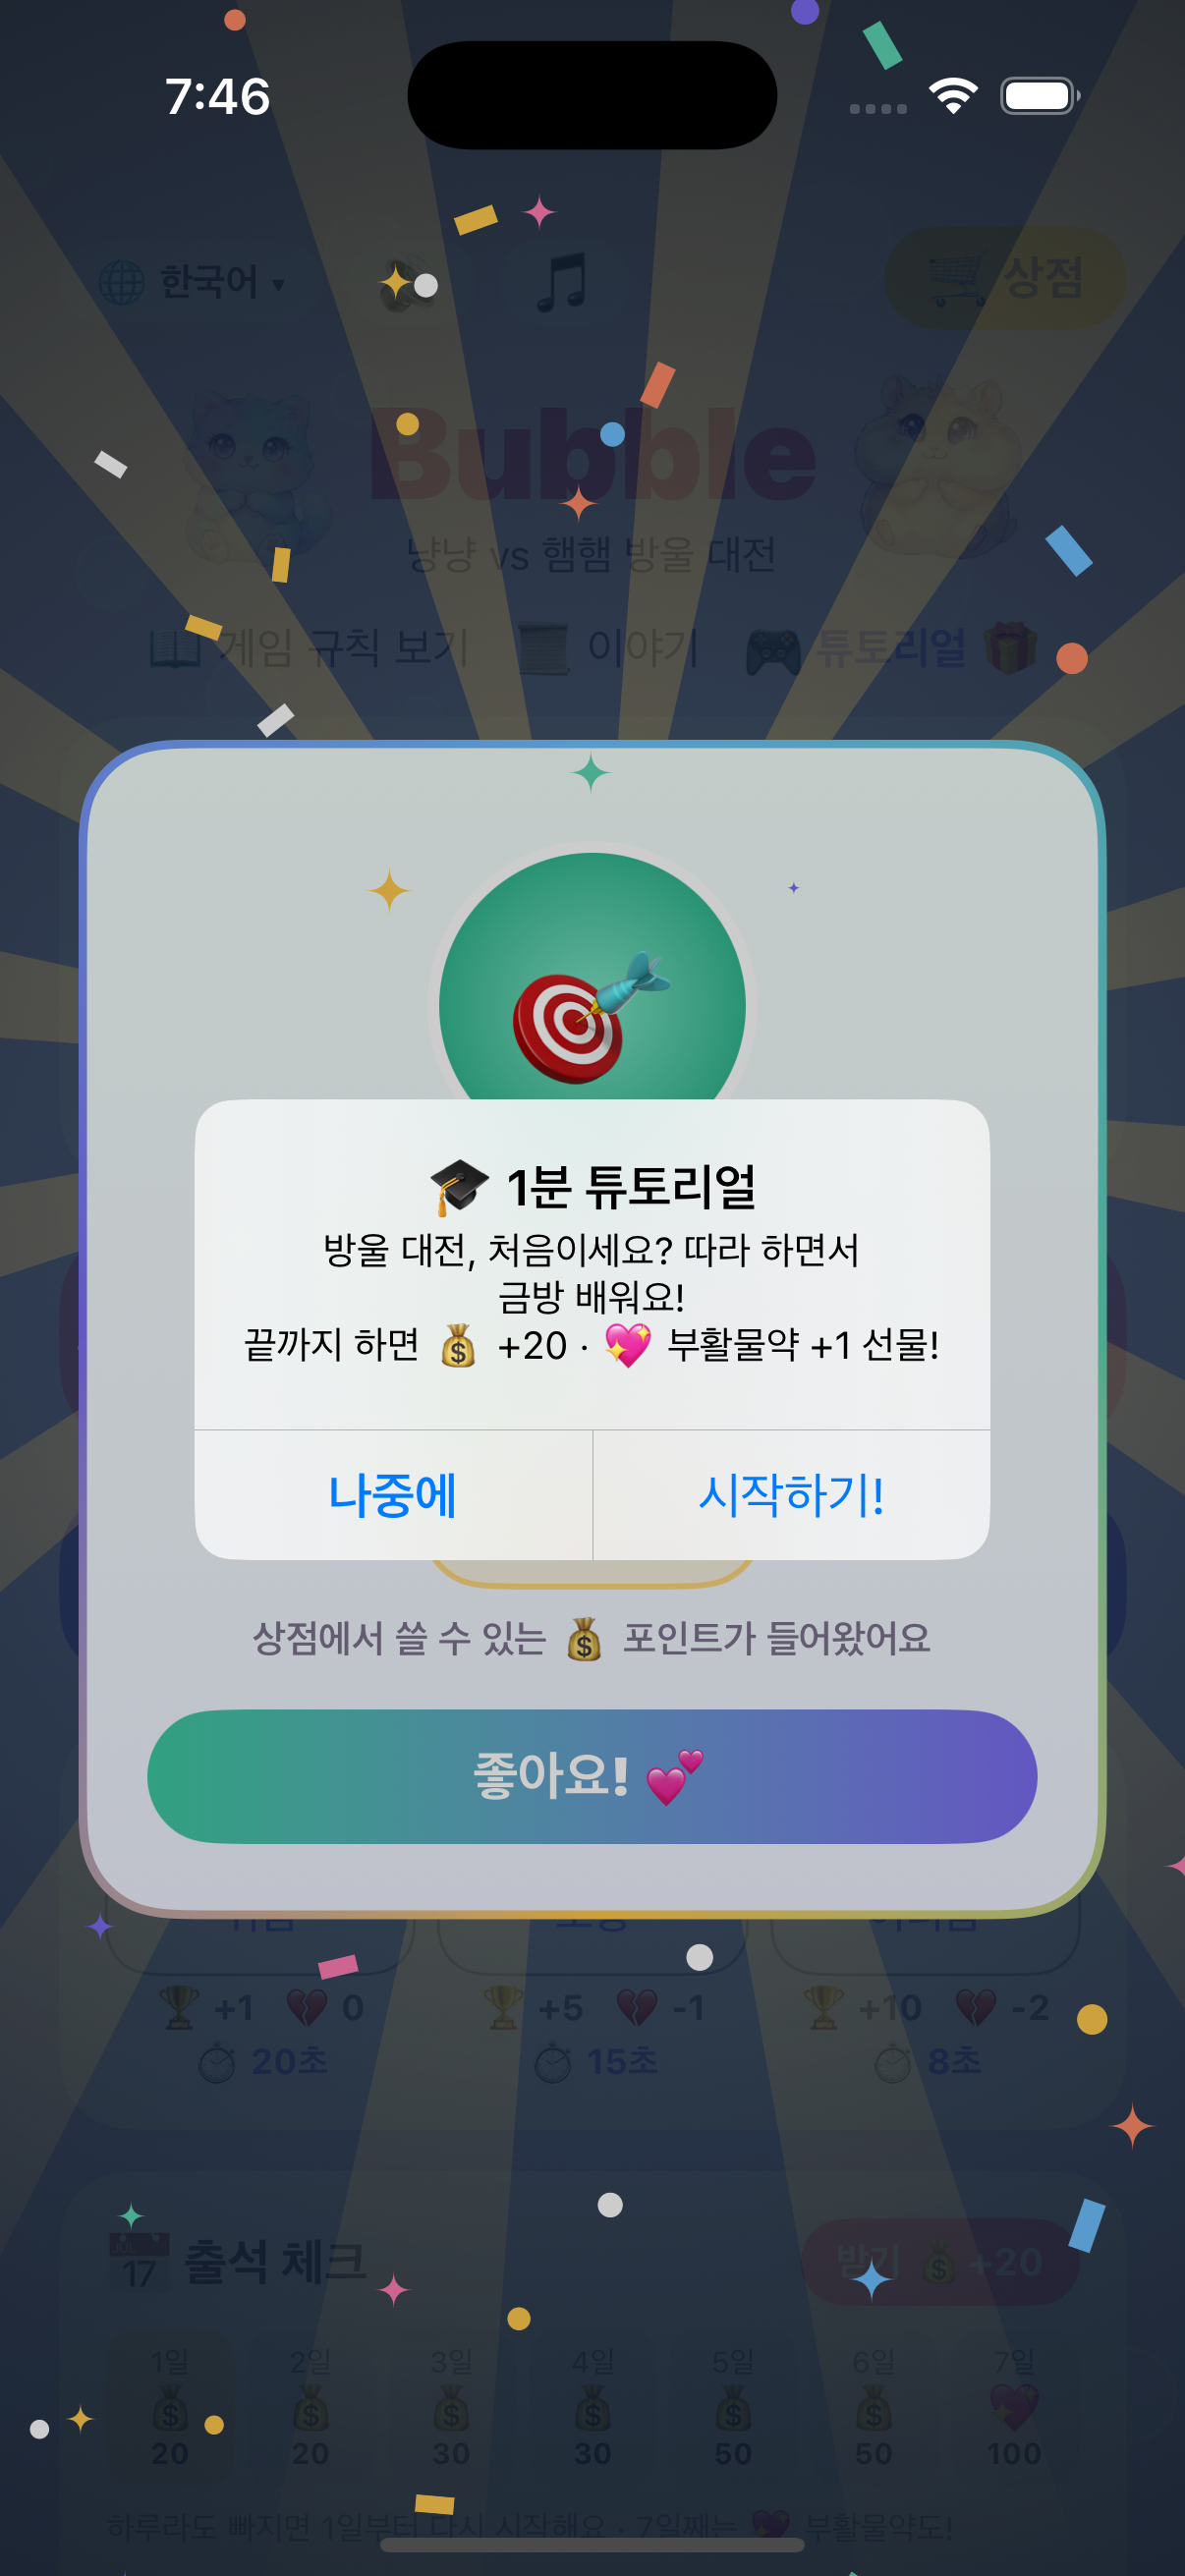 7:46
한국어 ▾
상점
Bubble
냥냥 vs 햄햄 방울 대전
게임 규칙 보기
이야기
튜토리얼
1분 튜토리얼
방울 대전, 처음이세요? 따라 하면서
금방 배워요!
끝까지 하면 💰 +20 · 💖 부활물약 +1 선물!
나중에
시작하기!
상점에서 쓸 수 있는 💰 포인트가 들어왔어요
좋아요! 💕
🏆 +1 💔 0
🏆 +5 💔 -1
🏆 +10 💔 -2
⏱ 20초
⏱ 15초
⏱ 8초
JUL 17 출석 체크
받기 💰 +20
1일 2일 3일 4일 5일 6일 7일
20 20 30 30 50 50 100
하루라도 빠지면 1일부터 다시 시작해요 · 7일째는 💖 부활물약도!